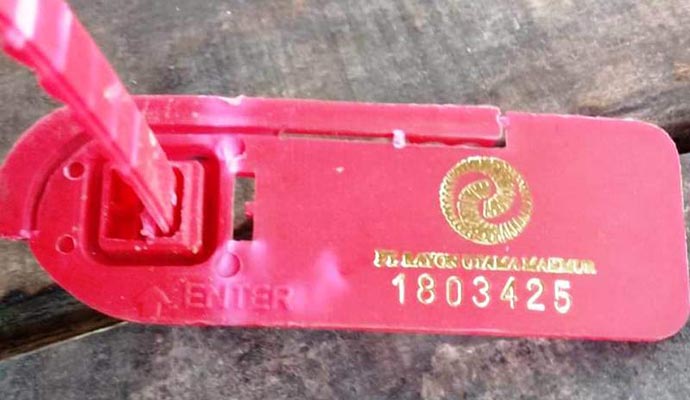 PT. RAYON UTAMA MAKMUR
1803425
ENTER